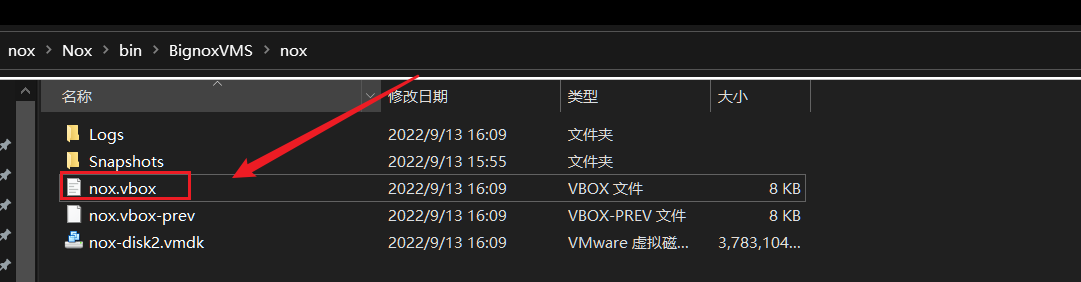 nox > Nox > bin > BignoxVMS > nox
名称 修改日期 类型 大小
Logs 2022/9/13 16:09 文件夹
Snapshots 2022/9/13 15:55 文件夹
nox.vbox 2022/9/13 16:09 VBOX 文件 8 KB
nox.vbox-prev 2022/9/13 16:09 VBOX-PREV 文件 8 KB
nox-disk2.vmdk 2022/9/13 16:09 VMware 虚拟磁... 3,783,104...